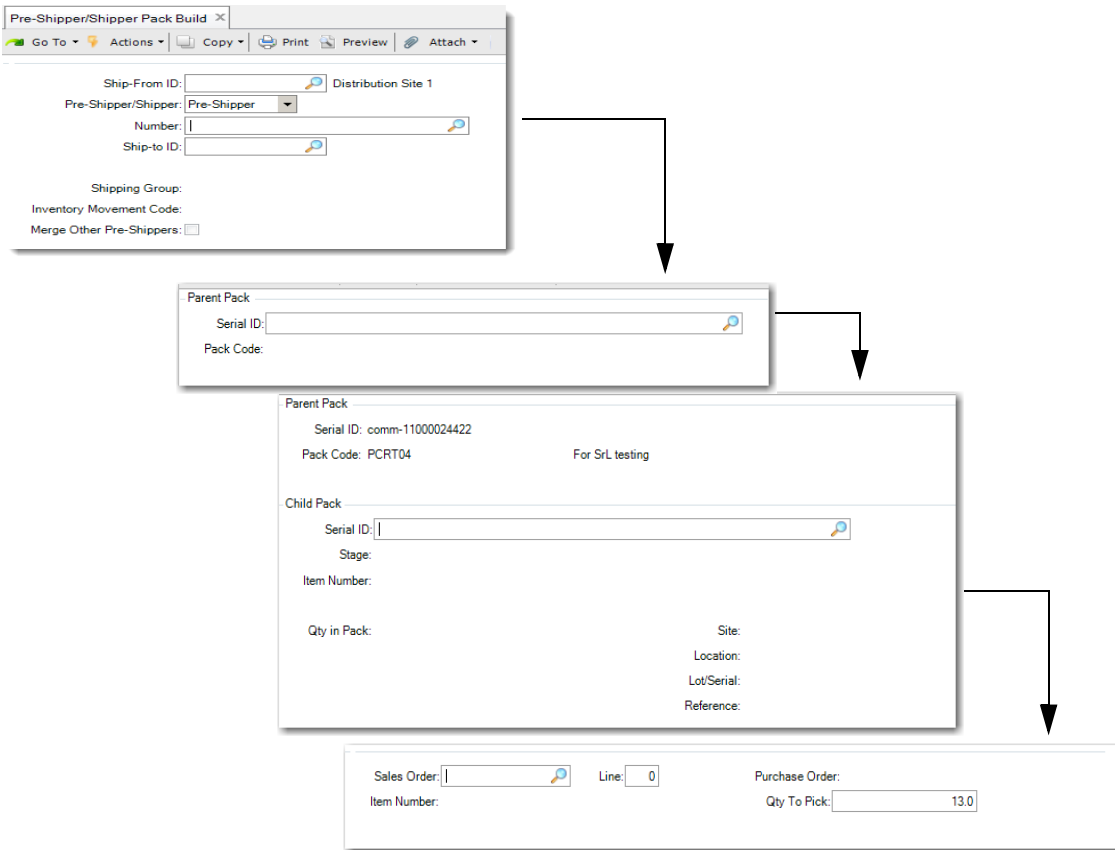 Pre-Shipper/Shipper Pack Build
Go To Actions Copy Print Preview Attach
Ship-From ID: Distribution Site 1
Pre-Shipper/Shipper: Pre-Shipper
Number:
Ship-to ID:
Shipping Group:
Inventory Movement Code:
Merge Other Pre-Shippers:
Parent Pack
Serial ID:
Pack Code:
Parent Pack
Serial ID: comm-11000024422
Pack Code: PCRT04 For SrL testing
Child Pack
Serial ID:
Stage:
Item Number:
Qty in Pack: Site:
Location:
Lot/Serial:
Reference:
Sales Order: Line: 0 Purchase Order:
Item Number: Qty To Pick: 13.0